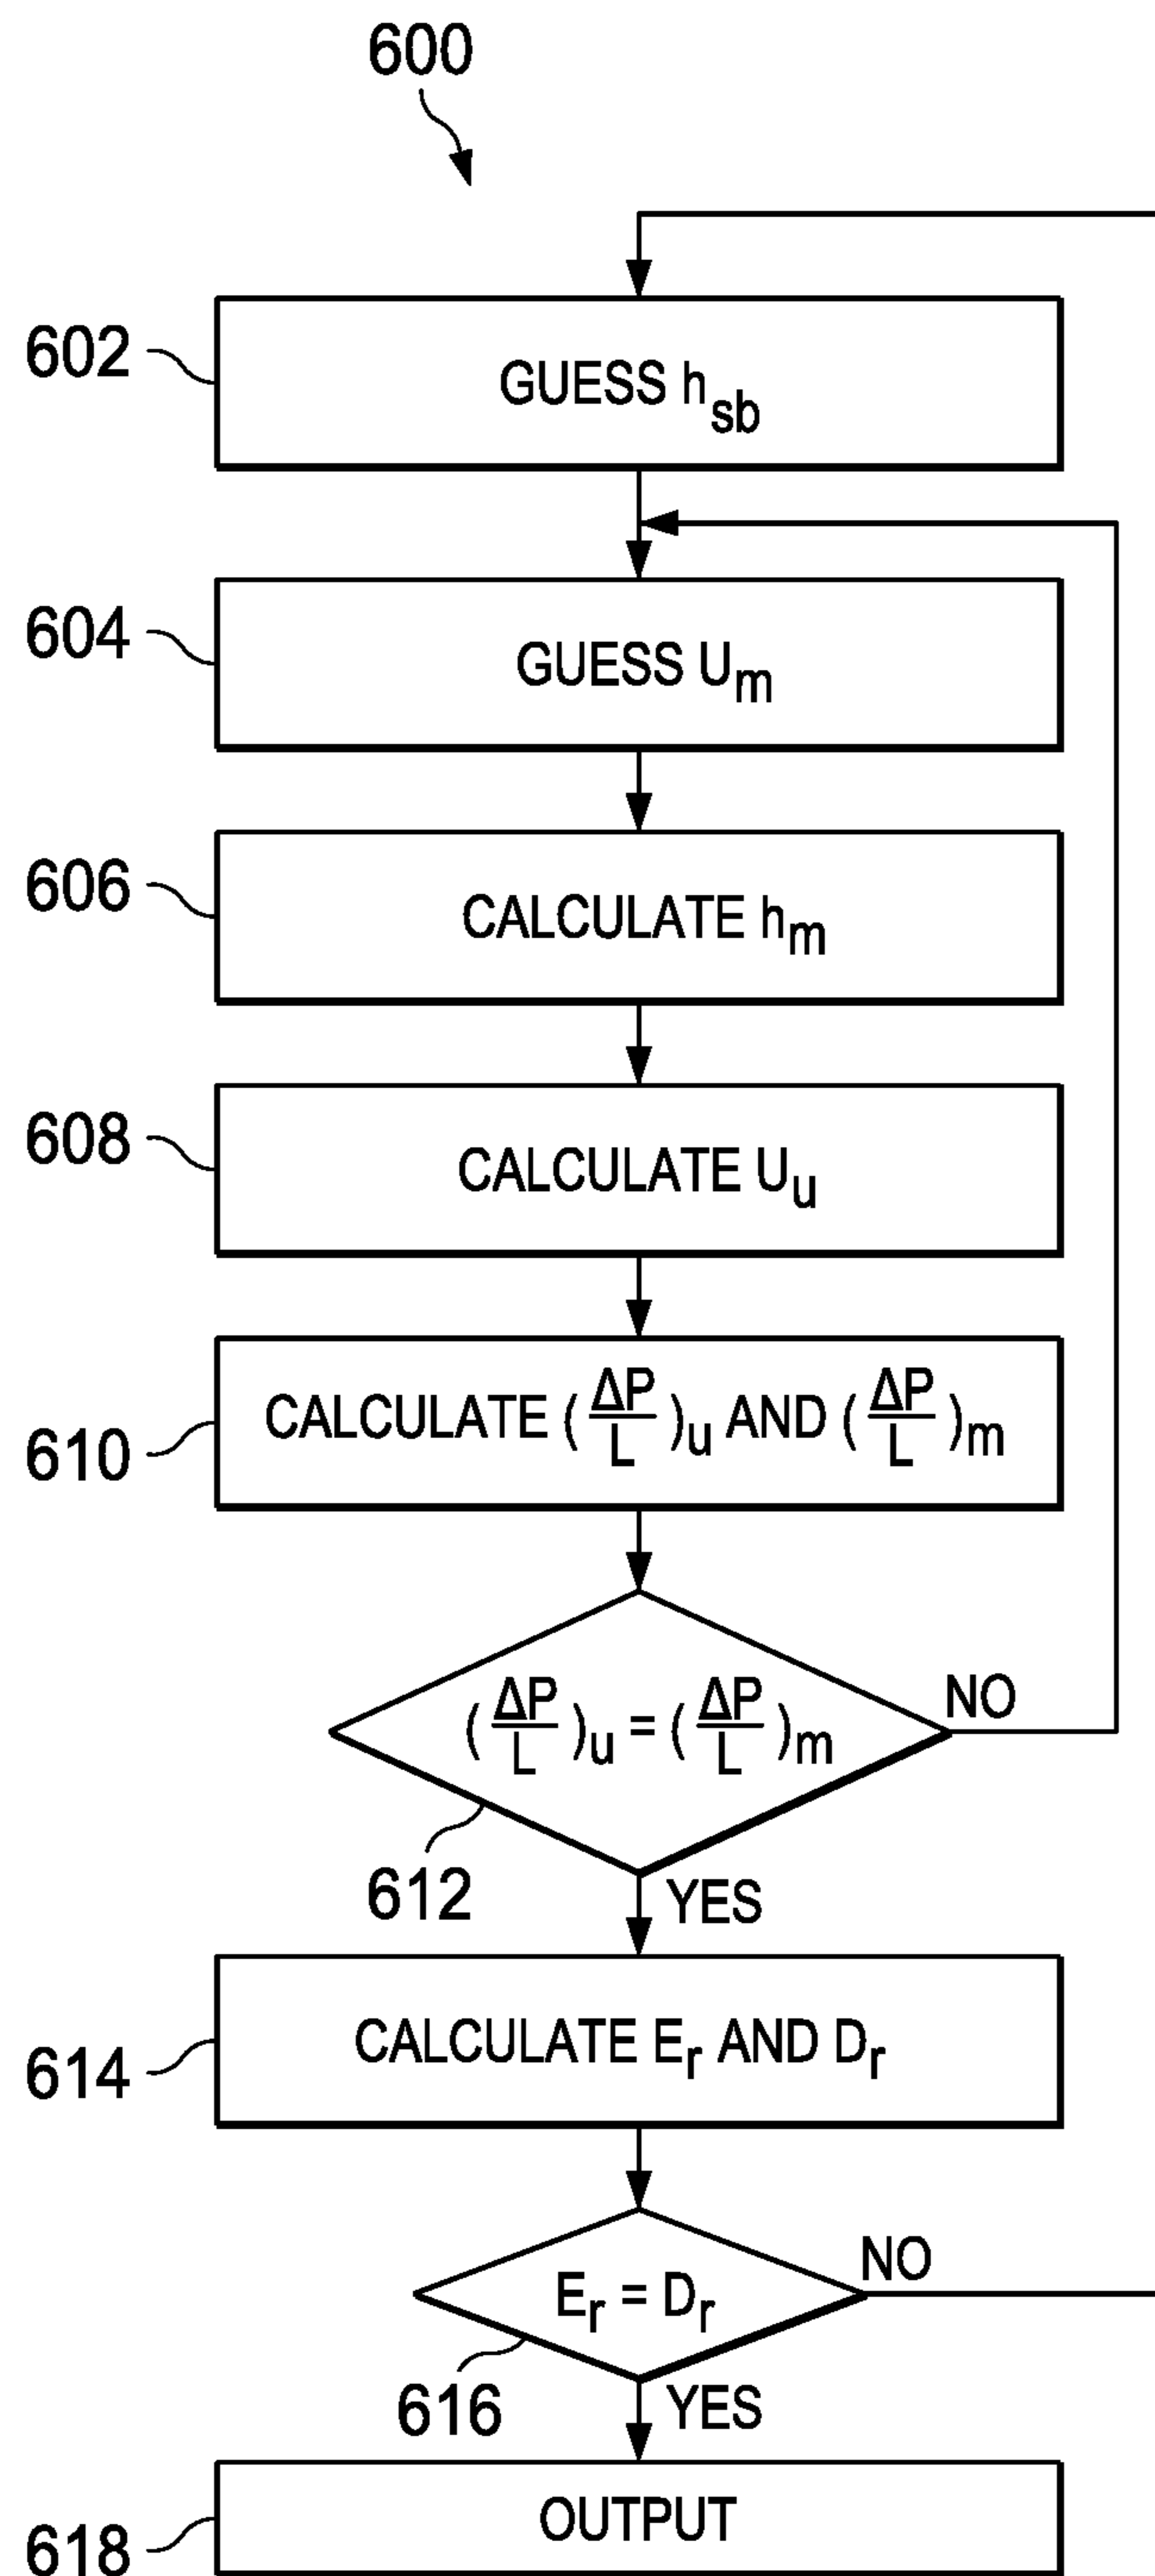 600
602
GUESS h_sb
604
GUESS U_m
606
CALCULATE h_m
608
CALCULATE U_u
610
CALCULATE (ΔP/L)_u AND (ΔP/L)_m
(ΔP/L)_u = (ΔP/L)_m
NO
612
YES
614
CALCULATE E_r AND D_r
E_r = D_r
NO
616
YES
618
OUTPUT